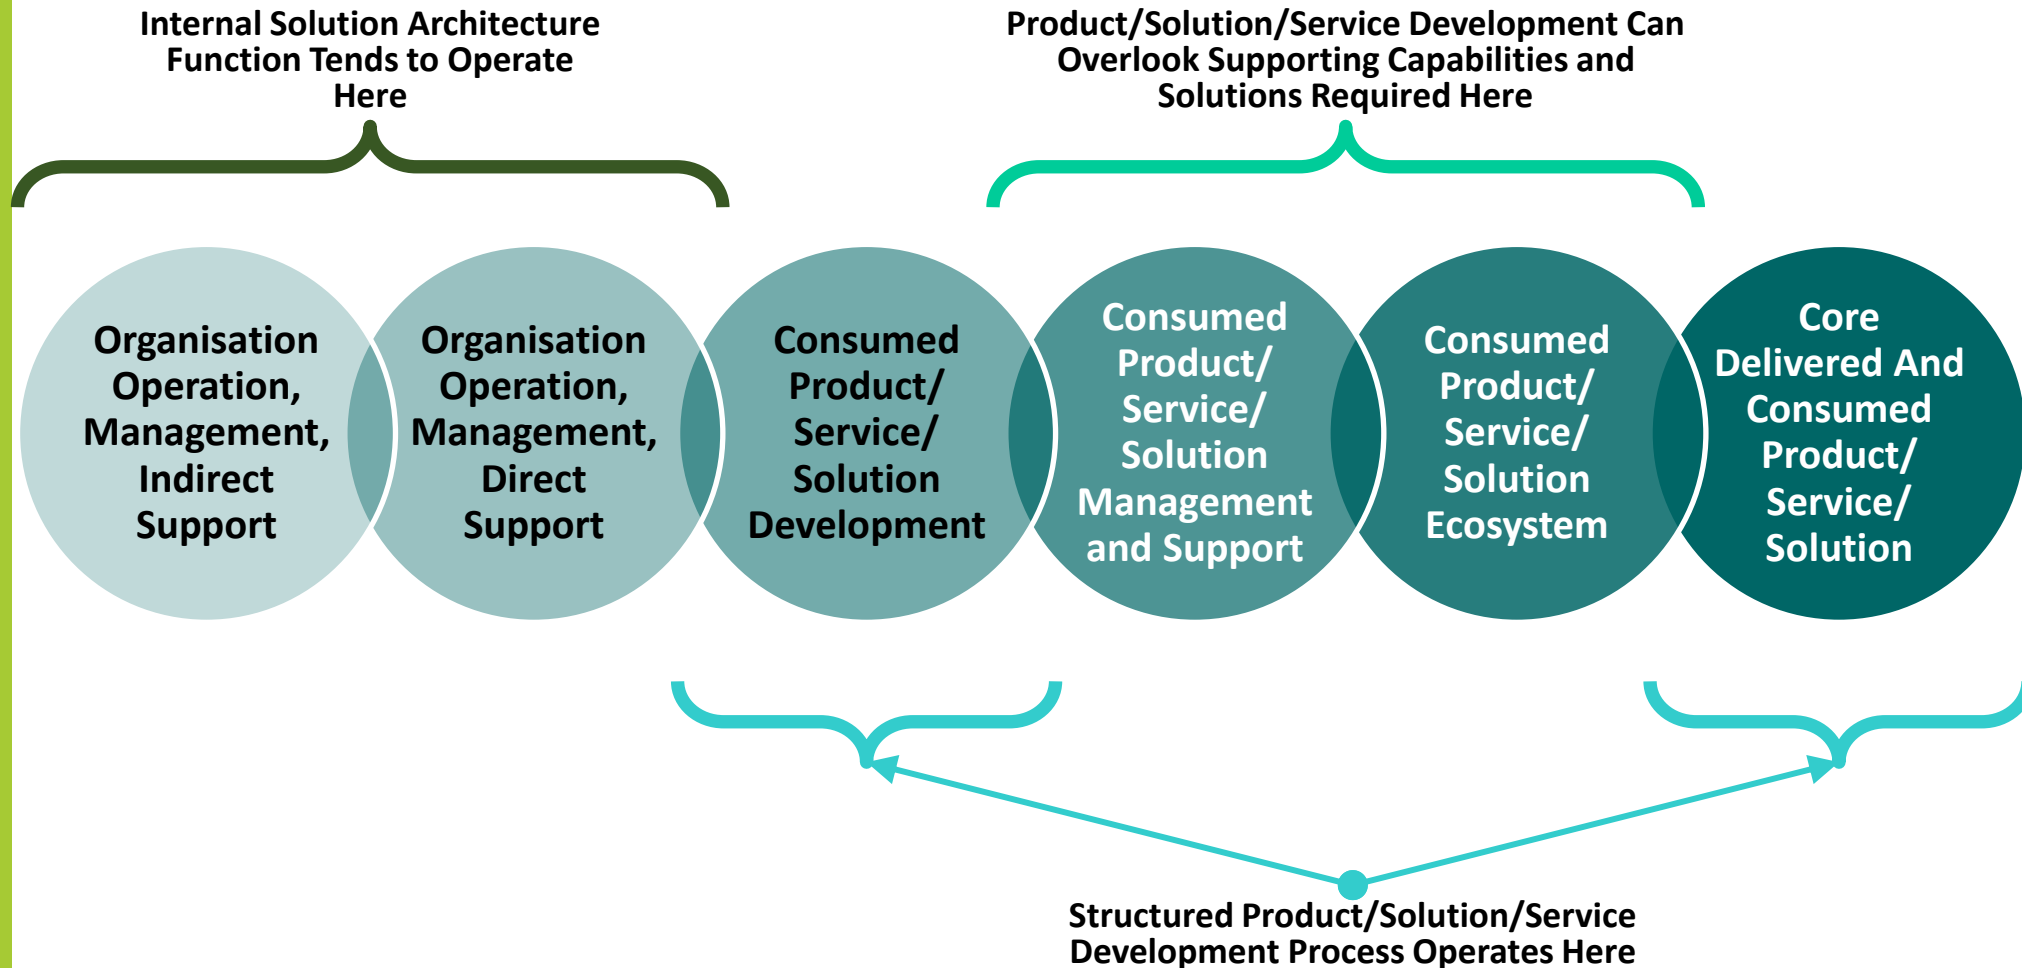 Internal Solution Architecture
Function Tends to Operate
Here
Product/Solution/Service Development Can
Overlook Supporting Capabilities and
Solutions Required Here
Organisation
Operation,
Management,
Indirect
Support
Organisation
Operation,
Management,
Direct
Support
Consumed
Product/
Service/
Solution
Development
Consumed
Product/
Service/
Solution
Management
and Support
Consumed
Product/
Service/
Solution
Ecosystem
Core
Delivered And
Consumed
Product/
Service/
Solution
Structured Product/Solution/Service
Development Process Operates Here